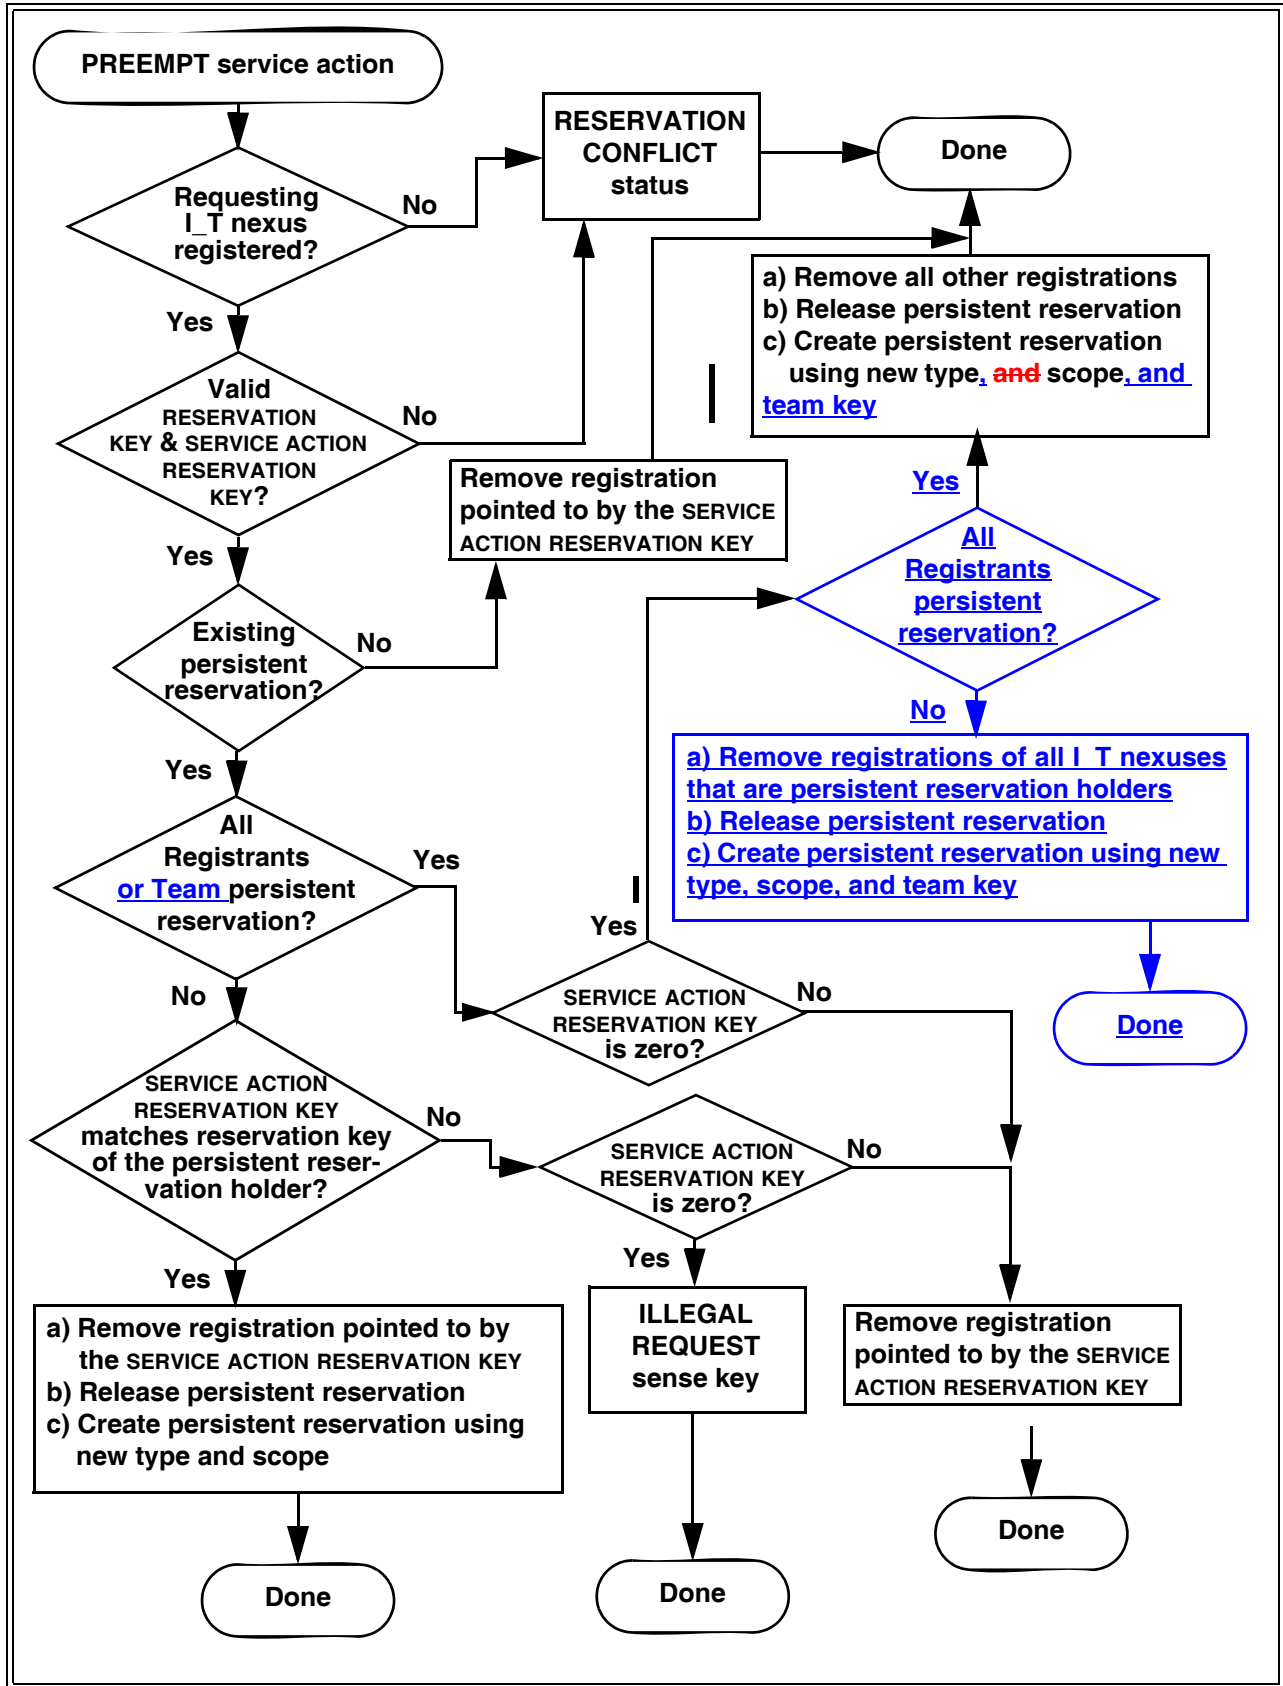 PREEMPT service action
RESERVATION
CONFLICT
status
Done
Requesting
I_T nexus
registered?
No
Yes
a) Remove all other registrations
b) Release persistent reservation
c) Create persistent reservation
using new type, and scope, and
team key
Valid
RESERVATION
KEY & SERVICE ACTION
RESERVATION
KEY?
No
Yes
Remove registration
pointed to by the SERVICE
ACTION RESERVATION KEY
Yes
All
Registrants
persistent
reservation?
No
Existing
persistent
reservation?
No
Yes
a) Remove registrations of all I_T nexuses
that are persistent reservation holders
b) Release persistent reservation
c) Create persistent reservation using new
type, scope, and team key
Done
All
Registrants
or Team persistent
reservation?
Yes
No
Yes
SERVICE ACTION
RESERVATION KEY
is zero?
No
SERVICE ACTION
RESERVATION KEY
matches reservation key
of the persistent reser-
vation holder?
No
Yes
SERVICE ACTION
RESERVATION KEY
is zero?
No
Yes
a) Remove registration pointed to by
the SERVICE ACTION RESERVATION KEY
b) Release persistent reservation
c) Create persistent reservation using
new type and scope
ILLEGAL
REQUEST
sense key
Remove registration
pointed to by the SERVICE
ACTION RESERVATION KEY
Done
Done
Done